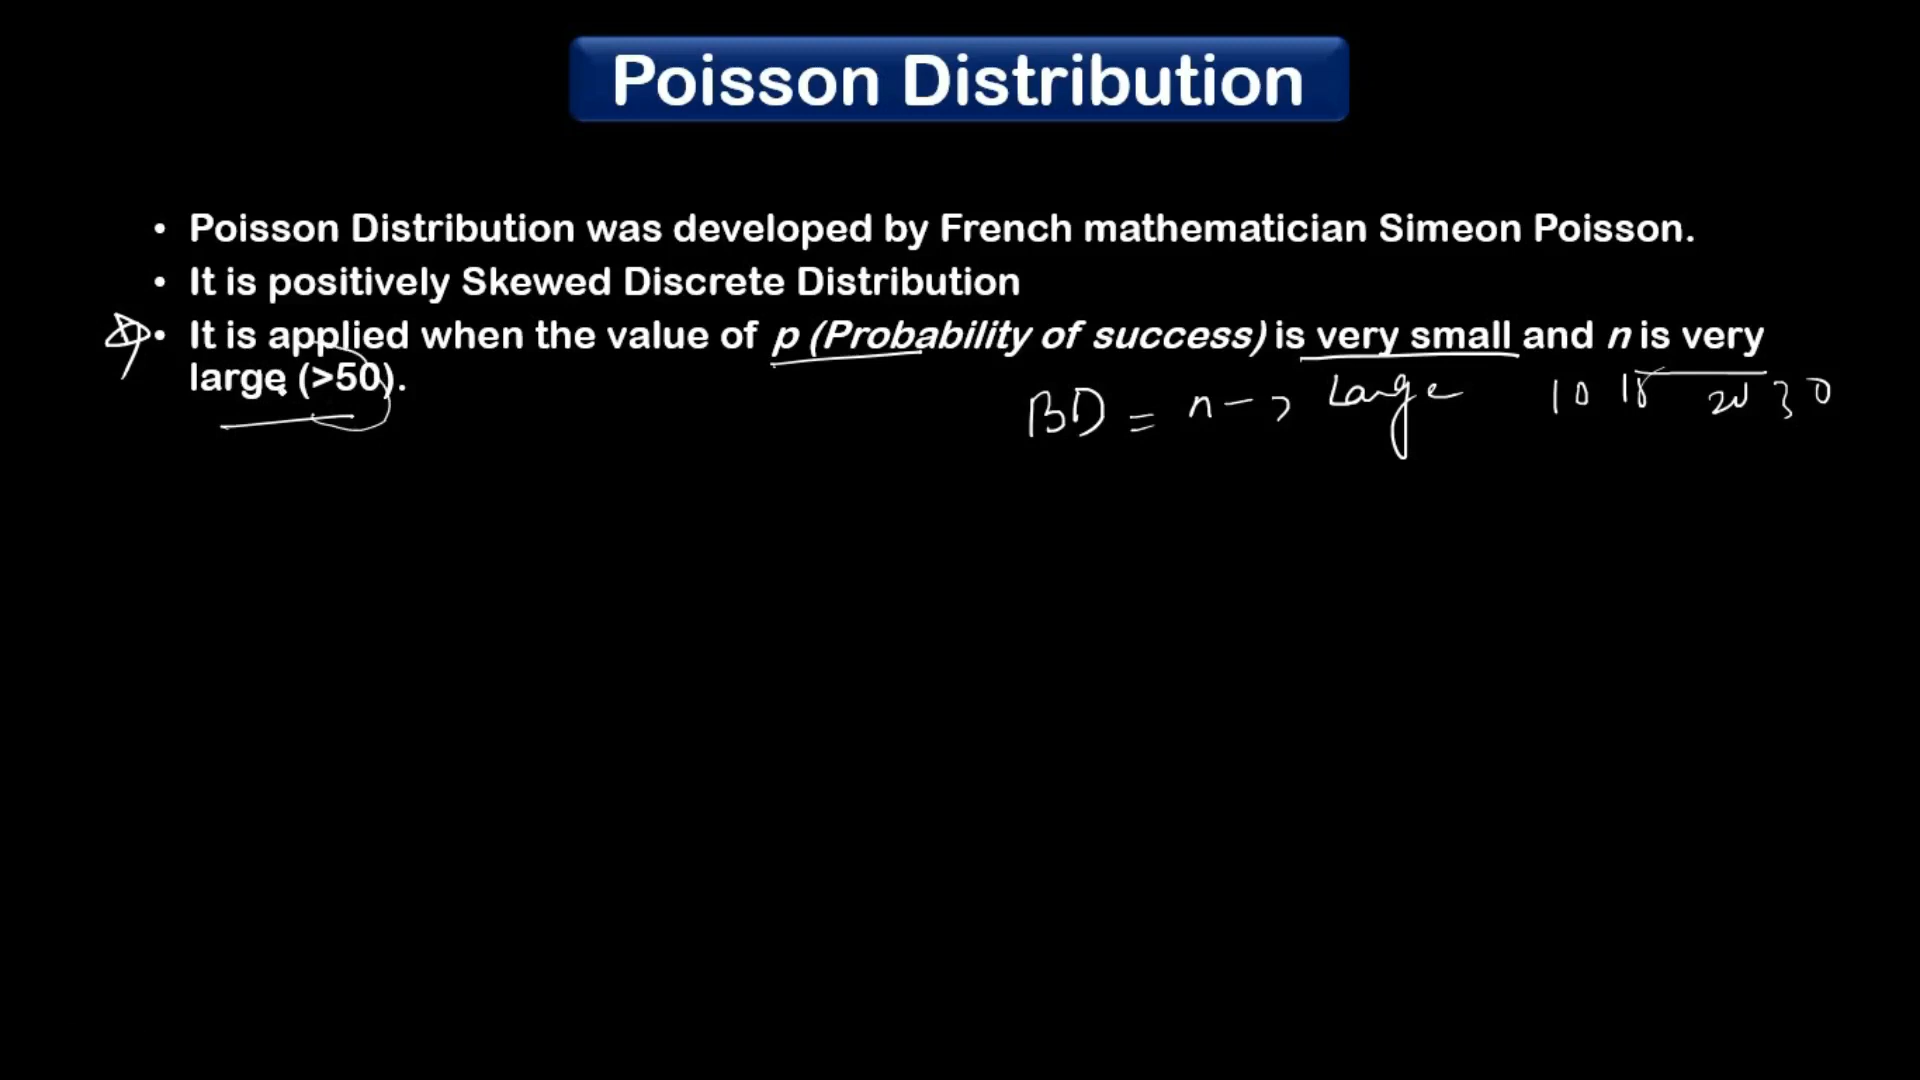 Poisson Distribution
• Poisson Distribution was developed by French mathematician Simeon Poisson.
• It is positively Skewed Discrete Distribution
• It is applied when the value of p (Probability of success) is very small and n is very
large (>50).
BD = n → Large 10 20 30